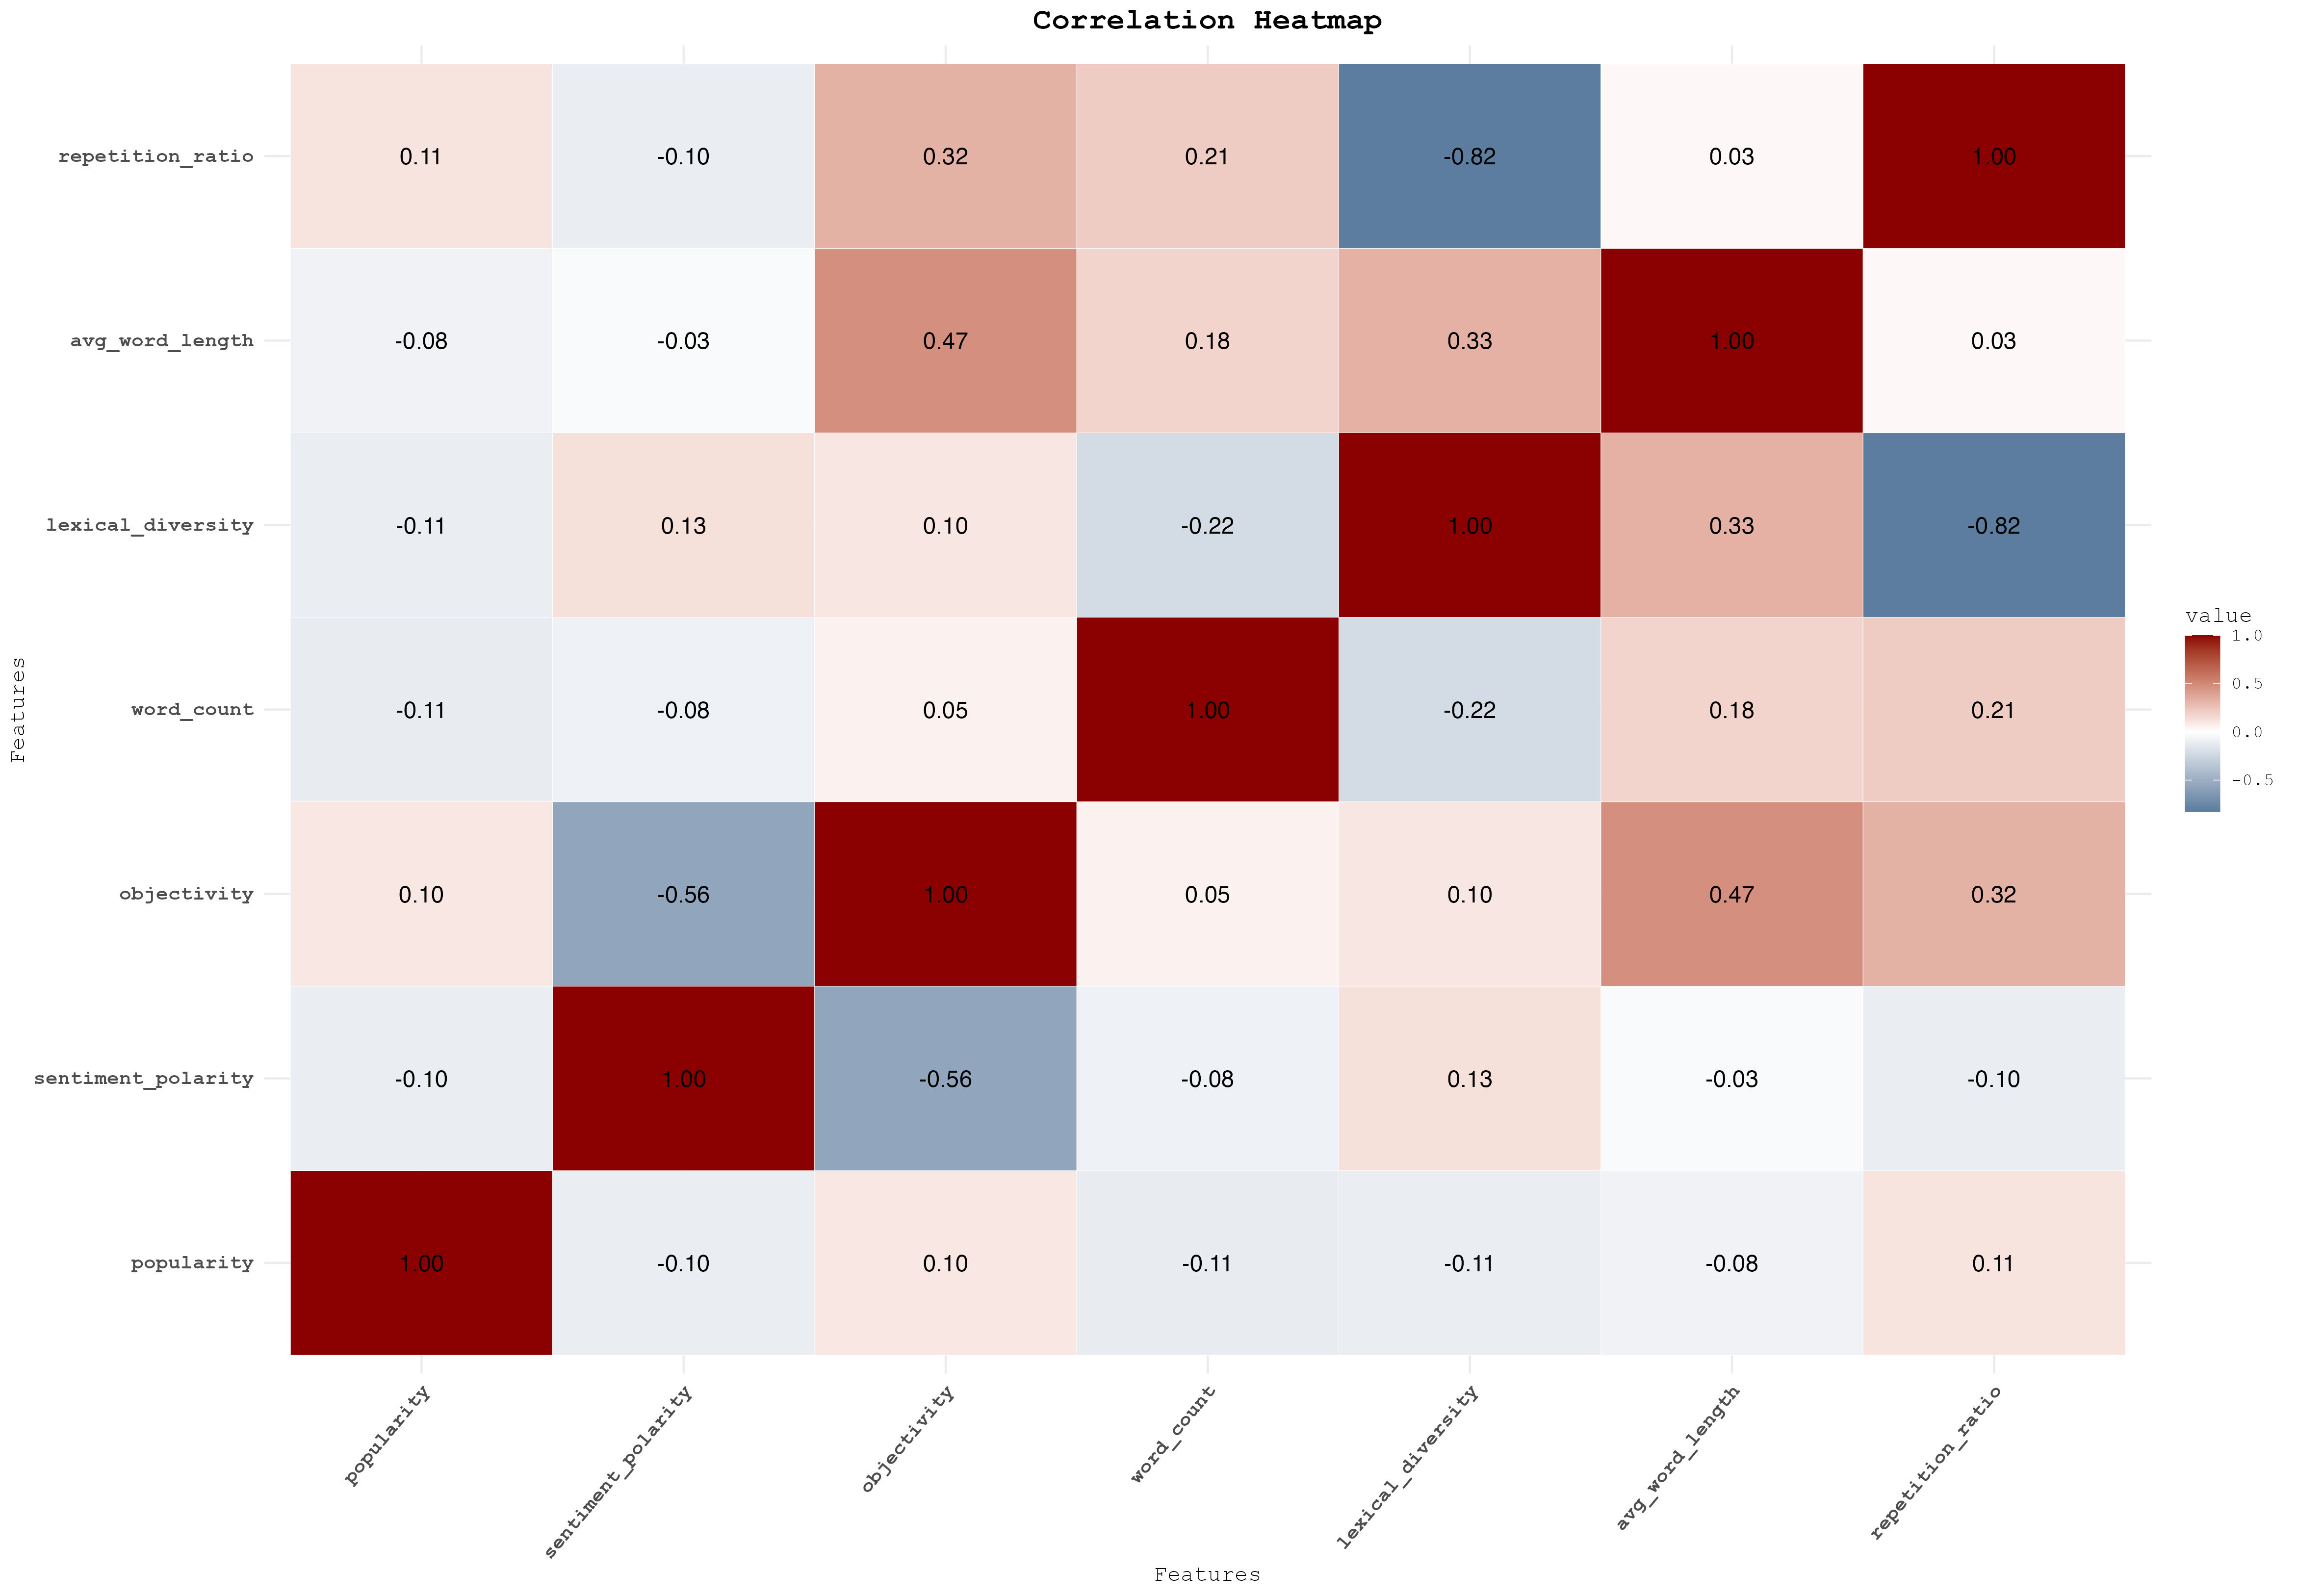 Correlation Heatmap
Features
repetition_ratio 0.11 -0.10 0.32 0.21 -0.82 0.03 1.00
avg_word_length -0.08 -0.03 0.47 0.18 0.33 1.00 0.03
lexical_diversity -0.11 0.13 0.10 -0.22 1.00 0.33 -0.82
word_count -0.11 -0.08 0.05 1.00 -0.22 0.18 0.21
objectivity 0.10 -0.56 1.00 0.05 0.10 0.47 0.32
sentiment_polarity -0.10 1.00 -0.56 -0.08 0.13 -0.03 -0.10
popularity 1.00 -0.10 0.10 -0.11 -0.11 -0.08 0.11
popularity sentiment_polarity objectivity word_count lexical_diversity avg_word_length repetition_ratio
Features
value
1.0
0.5
0.0
-0.5